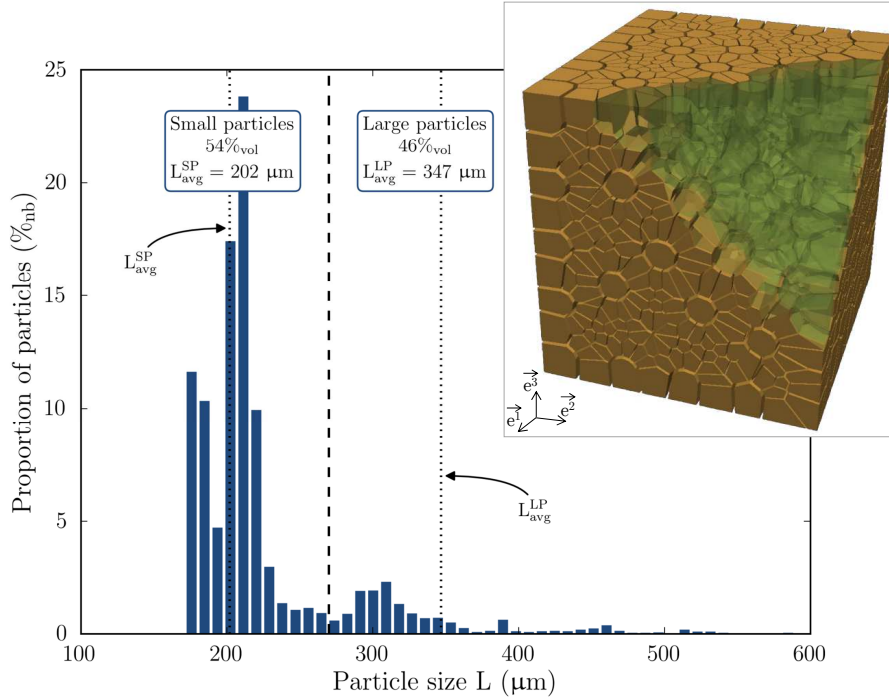 25
20
15
10
5
0
Proportion of particles (%nb)
100
200
300
400
500
600
Particle size L (μm)
Small particles
54%vol
L^SP_avg = 202 μm
Large particles
46%vol
L^LP_avg = 347 μm
L^SP_avg
L^LP_avg
e³
e¹
e²